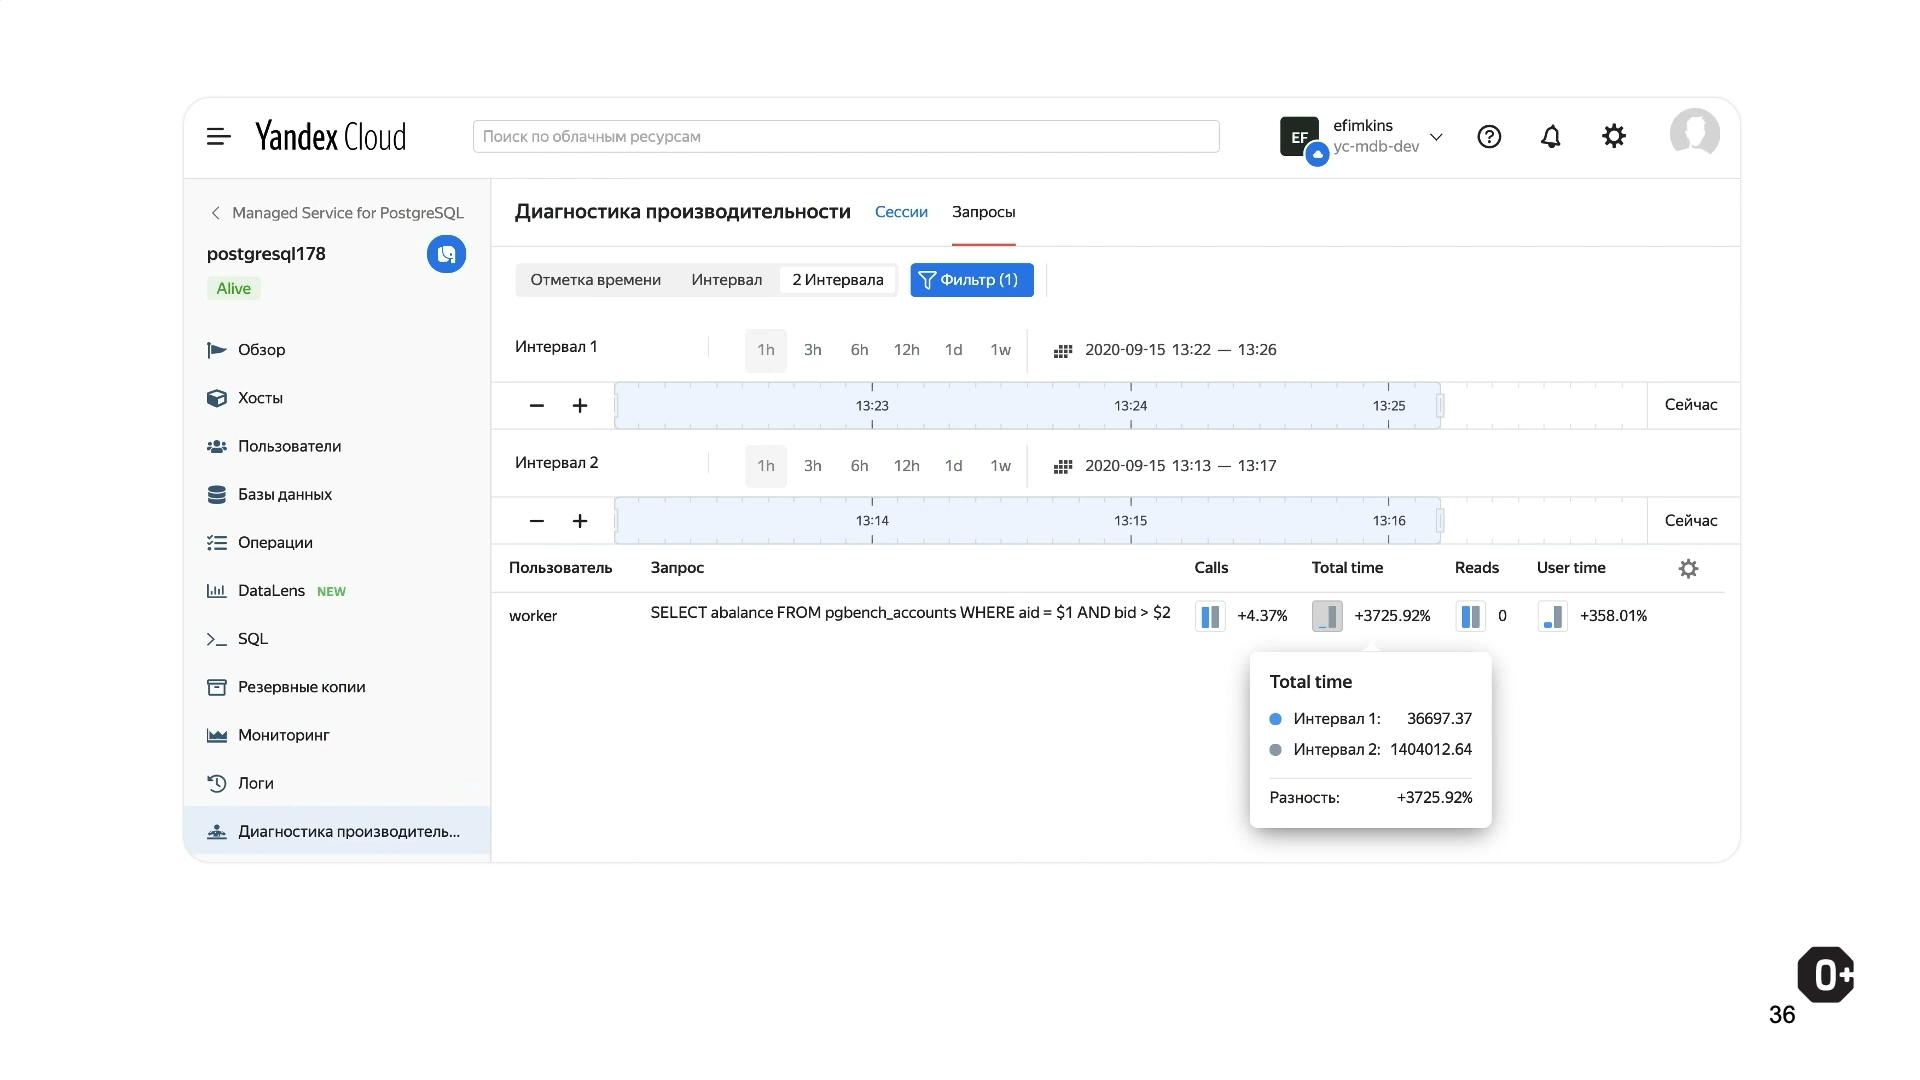 Yandex Cloud
Поиск по облачным ресурсам
EF
efimkins
yc-mdb-dev
Managed Service for PostgreSQL
postgresql178
Alive
Обзор
Хосты
Пользователи
Базы данных
Операции
DataLens NEW
SQL
Резервные копии
Мониторинг
Логи
Диагностика производитель...
Диагностика производительности Сессии Запросы
Отметка времени Интервал 2 Интервала Фильтр (1)
Интервал 1 1h 3h 6h 12h 1d 1w 2020-09-15 13:22 — 13:26
− + 13:23 13:24 13:25 Сейчас
Интервал 2 1h 3h 6h 12h 1d 1w 2020-09-15 13:13 — 13:17
− + 13:14 13:15 13:16 Сейчас
Пользователь Запрос Calls Total time Reads User time
worker SELECT abalance FROM pgbench_accounts WHERE aid = $1 AND bid > $2 +4.37% +3725.92% 0 +358.01%
Total time
Интервал 1: 36697.37
Интервал 2: 1404012.64
Разность: +3725.92%
0+
36